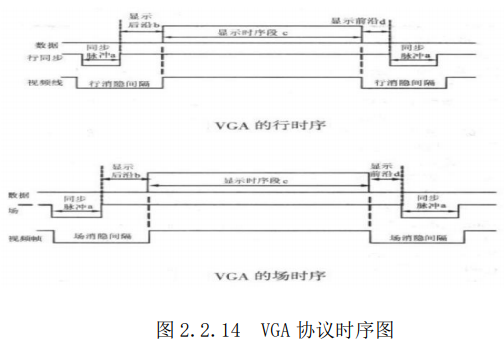 显示
后沿b
显示时序段 c
显示前沿d
数据
行同步
同步
脉冲a
同步
脉冲a
视频线
行消隐间隔
行消隐间隔
VGA 的行时序
显示
后沿b
显示时序段 c
显示
前沿d
数据
场
同步
脉冲a
同步
脉冲a
视频帧
场消隐间隔
场消隐间隔
VGA 的场时序
图 2.2.14 VGA 协议时序图